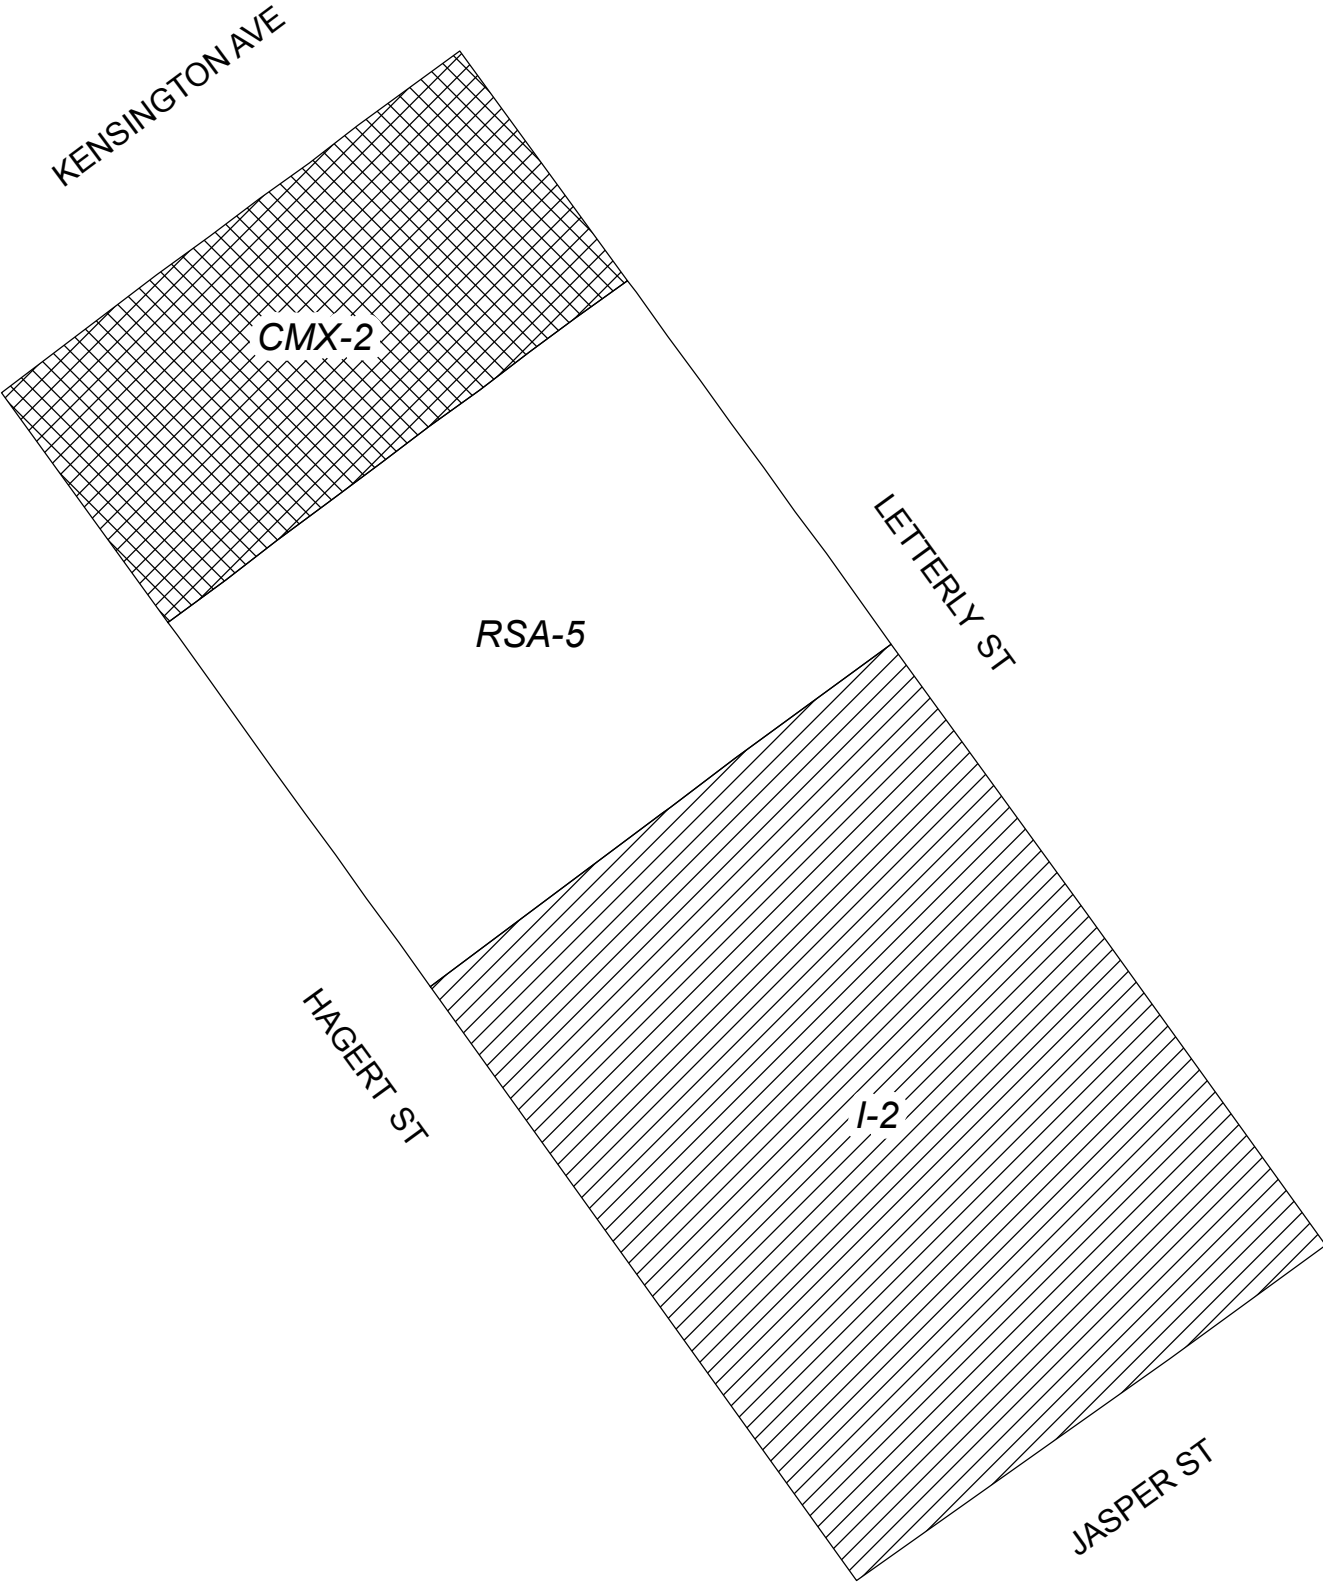 KENSINGTON AVE
CMX-2
LETTERLY ST
RSA-5
HAGERT ST
I-2
JASPER ST